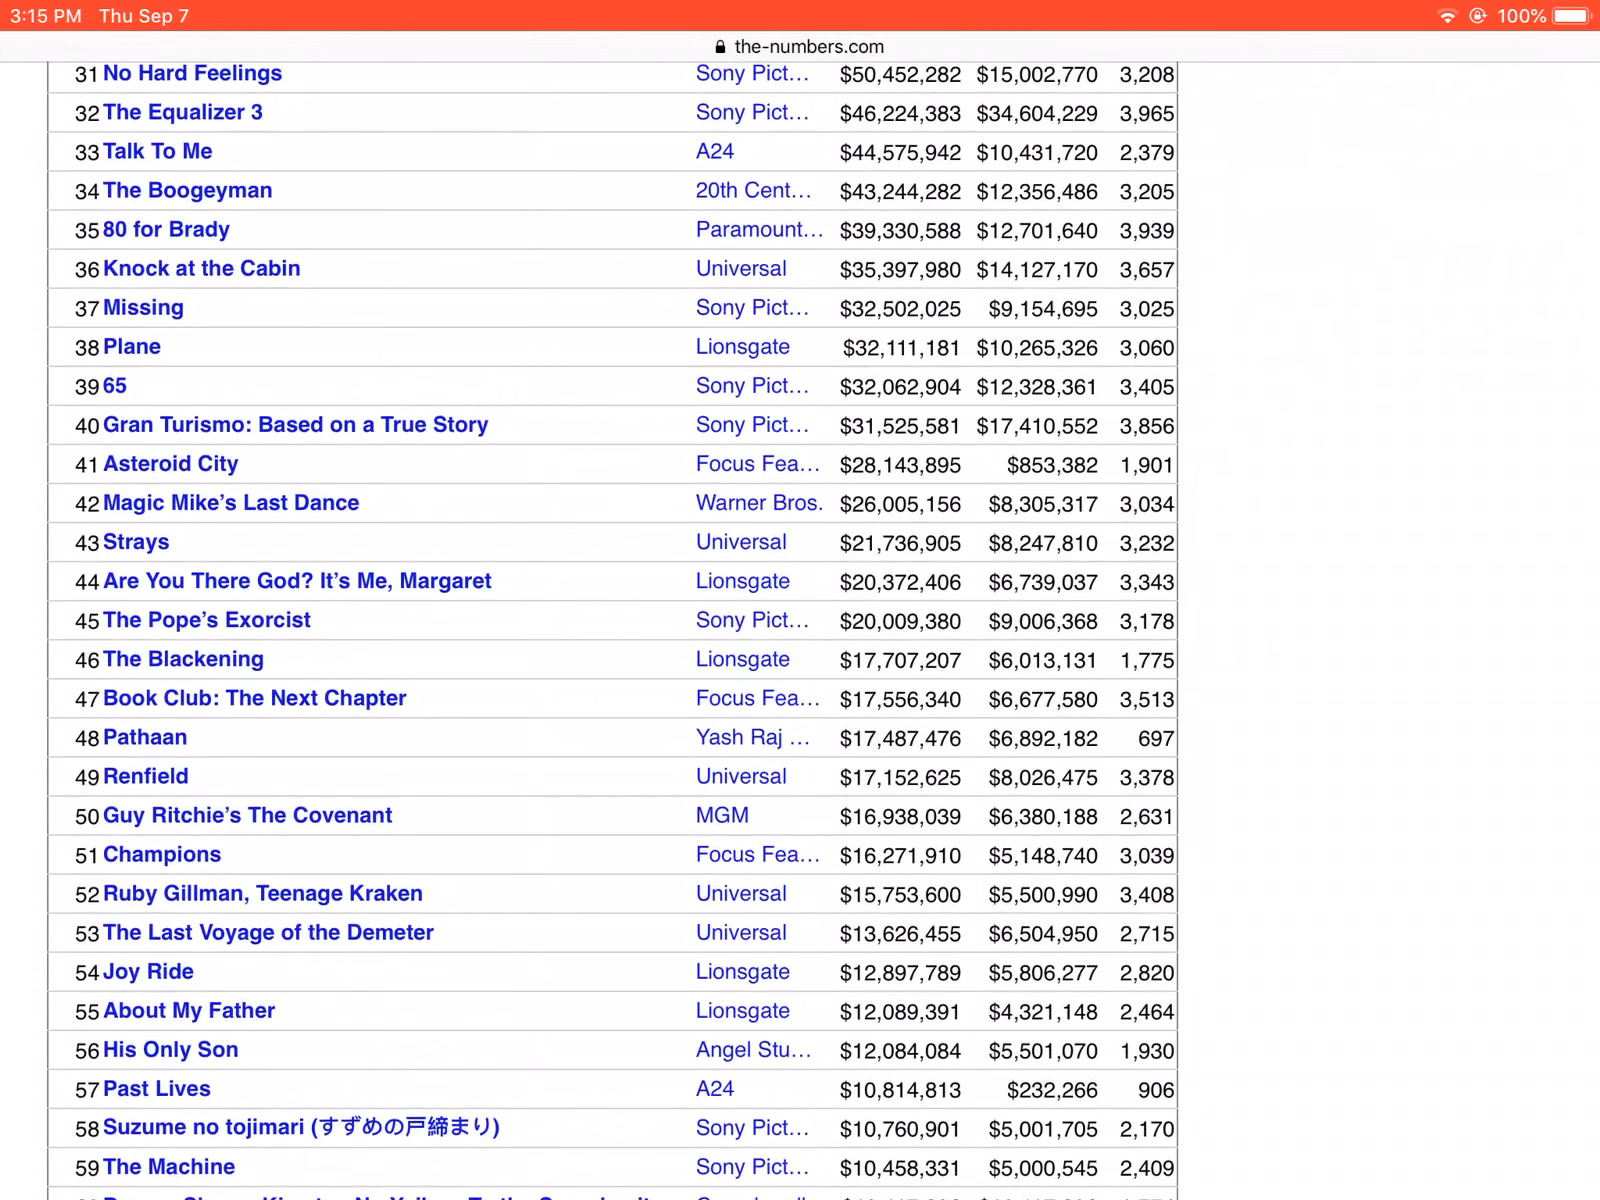 3:15 PM Thu Sep 7 100%
the-numbers.com
31 No Hard Feelings Sony Pict... $50,452,282 $15,002,770 3,208
32 The Equalizer 3 Sony Pict... $46,224,383 $34,604,229 3,965
33 Talk To Me A24 $44,575,942 $10,431,720 2,379
34 The Boogeyman 20th Cent... $43,244,282 $12,356,486 3,205
35 80 for Brady Paramount... $39,330,588 $12,701,640 3,939
36 Knock at the Cabin Universal $35,397,980 $14,127,170 3,657
37 Missing Sony Pict... $32,502,025 $9,154,695 3,025
38 Plane Lionsgate $32,111,181 $10,265,326 3,060
39 65 Sony Pict... $32,062,904 $12,328,361 3,405
40 Gran Turismo: Based on a True Story Sony Pict... $31,525,581 $17,410,552 3,856
41 Asteroid City Focus Fea... $28,143,895 $853,382 1,901
42 Magic Mike’s Last Dance Warner Bros. $26,005,156 $8,305,317 3,034
43 Strays Universal $21,736,905 $8,247,810 3,232
44 Are You There God? It’s Me, Margaret Lionsgate $20,372,406 $6,739,037 3,343
45 The Pope’s Exorcist Sony Pict... $20,009,380 $9,006,368 3,178
46 The Blackening Lionsgate $17,707,207 $6,013,131 1,775
47 Book Club: The Next Chapter Focus Fea... $17,556,340 $6,677,580 3,513
48 Pathaan Yash Raj ... $17,487,476 $6,892,182 697
49 Renfield Universal $17,152,625 $8,026,475 3,378
50 Guy Ritchie’s The Covenant MGM $16,938,039 $6,380,188 2,631
51 Champions Focus Fea... $16,271,910 $5,148,740 3,039
52 Ruby Gillman, Teenage Kraken Universal $15,753,600 $5,500,990 3,408
53 The Last Voyage of the Demeter Universal $13,626,455 $6,504,950 2,715
54 Joy Ride Lionsgate $12,897,789 $5,806,277 2,820
55 About My Father Lionsgate $12,089,391 $4,321,148 2,464
56 His Only Son Angel Stu... $12,084,084 $5,501,070 1,930
57 Past Lives A24 $10,814,813 $232,266 906
58 Suzume no tojimari (すずめの戸締まり) Sony Pict... $10,760,901 $5,001,705 2,170
59 The Machine Sony Pict... $10,458,331 $5,000,545 2,409